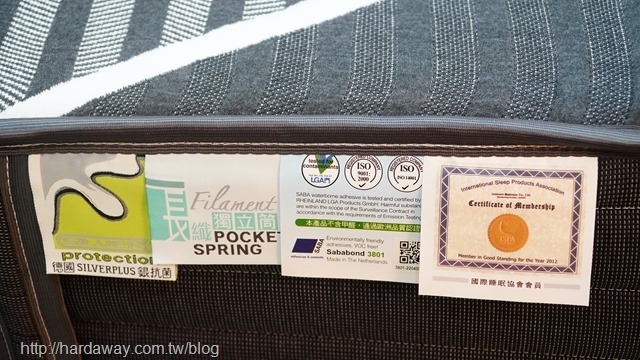 protection
德國 SILVERPLUS 銀抗菌
Filament
長纖 獨立筒
POCKE
SPRING
tested for
LGA
ISO
9001:
2000
ISO
ISO 14001
SABA waterborne adhesive is tested and certified by
RHEINLAND LGA Products GmbH. Harmful substances
are within the scope of the Surveillance Contract in
accordance with the requirements of Emission Testing
本產品不含甲醛,通過歐洲品質認證
SABA
adhesives & sealants
Environmentally friendly
adhesives, VOC free!
Sababond 3801
Made in The Netherlands
International Sleep Products Association
Certificate of Membership
ISPA
Member in Good Standing for the Year 2012
國際睡眠協會會員
http://hardaway.com.tw/blog